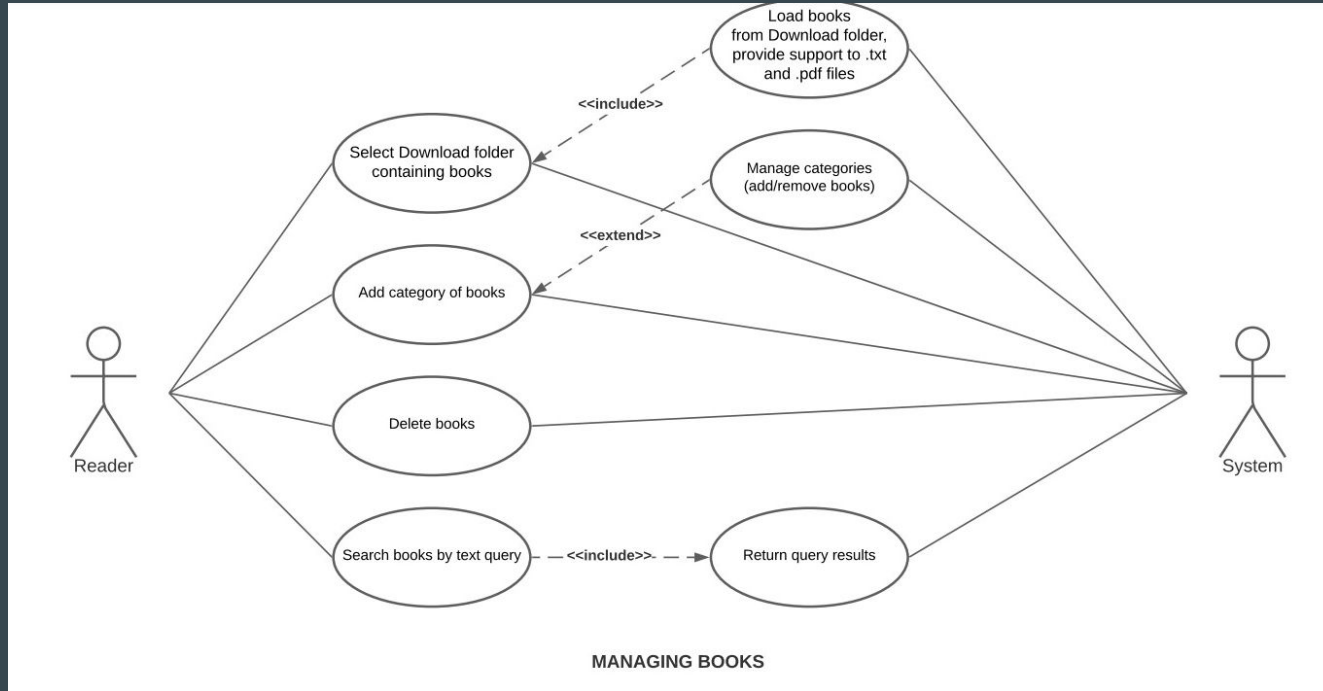 Load books
from Download folder,
provide support to .txt
and .pdf files
<<include>>
Select Download folder
containing books
Manage categories
(add/remove books)
<<extend>>
Add category of books
Delete books
Reader
System
Search books by text query
<<include>>
Return query results
MANAGING BOOKS